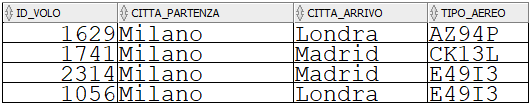 ID_VOLO CITTA_PARTENZA CITTA_ARRIVO TIPO_AEREO
1629 Milano Londra AZ94P
1741 Milano Madrid CK13L
2314 Milano Madrid E49I3
1056 Milano Londra E49I3